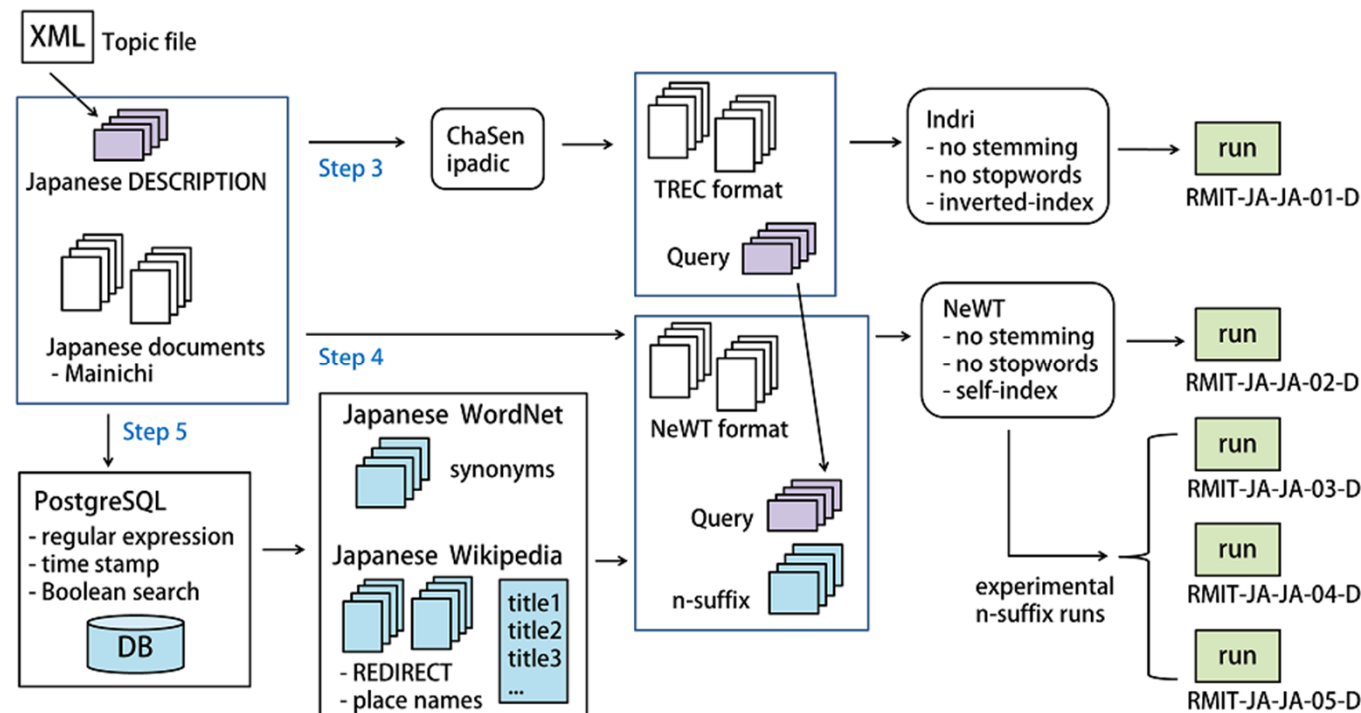 XML Topic file
Japanese DESCRIPTION
Japanese documents
- Mainichi
Step 3
ChaSen
ipadic
TREC format
Query
Indri
- no stemming
- no stopwords
- inverted-index
run
RMIT-JA-JA-01-D
Step 4
NeWT format
Query
n-suffix
NeWT
- no stemming
- no stopwords
- self-index
run
RMIT-JA-JA-02-D
Step 5
PostgreSQL
- regular expression
- time stamp
- Boolean search
DB
Japanese WordNet
synonyms
Japanese Wikipedia
title1
title2
title3
...
- REDIRECT
- place names
experimental
n-suffix runs
run
RMIT-JA-JA-03-D
run
RMIT-JA-JA-04-D
run
RMIT-JA-JA-05-D